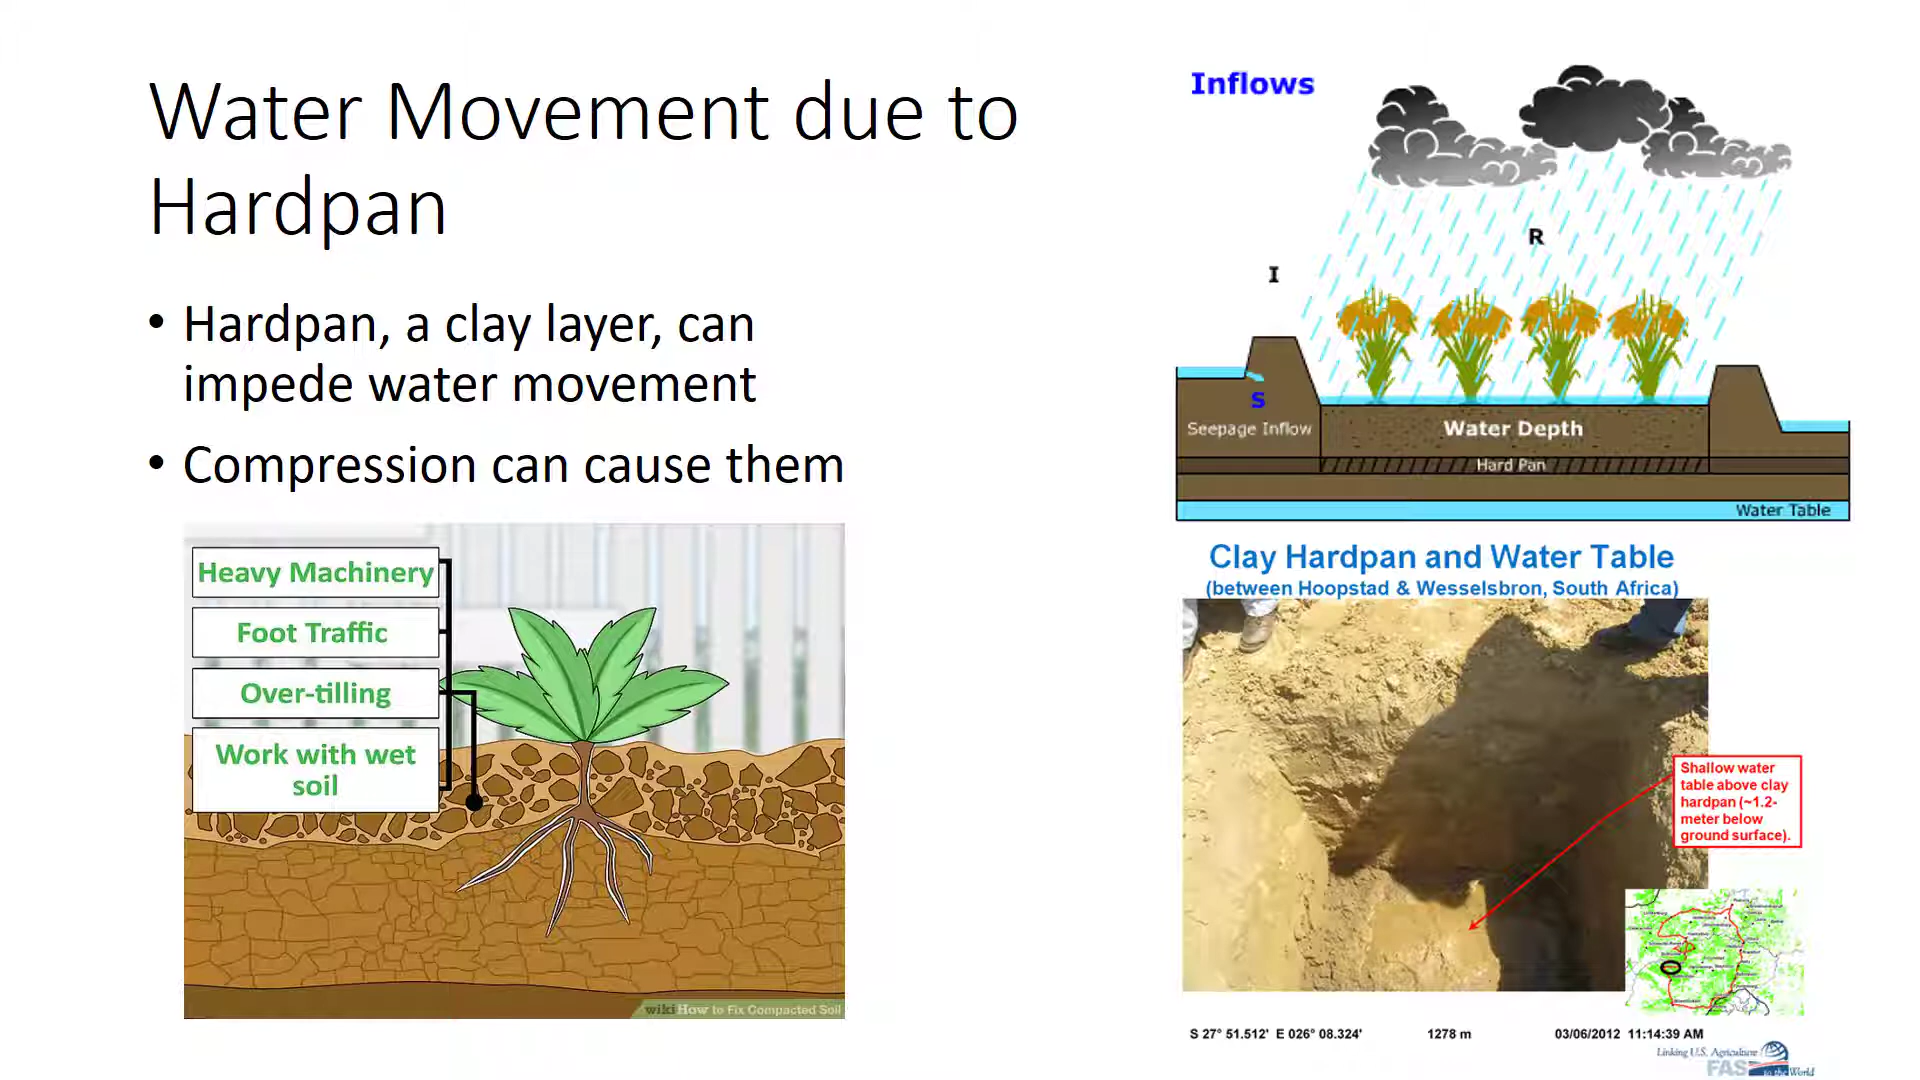 Water Movement due to
Hardpan
• Hardpan, a clay layer, can
impede water movement
• Compression can cause them
Heavy Machinery
Foot Traffic
Over-tilling
Work with wet
soil
wikiHow to Fix Compacted Soil
Inflows
R
I
S
Seepage Inflow
Water Depth
Hard Pan
Water Table
Clay Hardpan and Water Table
(between Hoopstad & Wesselsbron, South Africa)
Shallow water
table above clay
hardpan (~1.2-
meter below
ground surface).
S 27° 51.512' E 026° 08.324' 1278 m 03/06/2012 11:14:39 AM
Linking U.S. Agriculture
FAS to the World